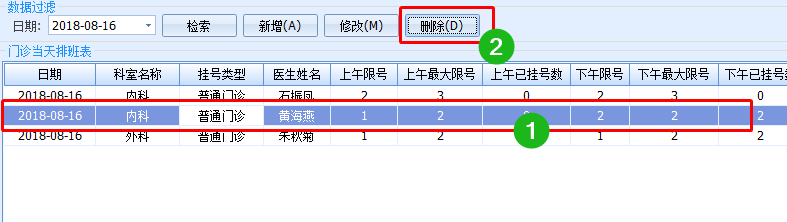 数据过滤
日期: 2018-08-16 检索 新增(A) 修改(M) 删除(D)
2
门诊当天排班表
日期 科室名称 挂号类型 医生姓名 上午限号 上午最大限号 上午已挂号数 下午限号 下午最大限号 下午已挂号数
2018-08-16 内科 普通门诊 石振凤 2 3 0 2 3 0
2018-08-16 内科 普通门诊 黄海燕 1 2 2 2 2
1
2018-08-16 外科 普通门诊 朱秋菊 1 2 1 2 2